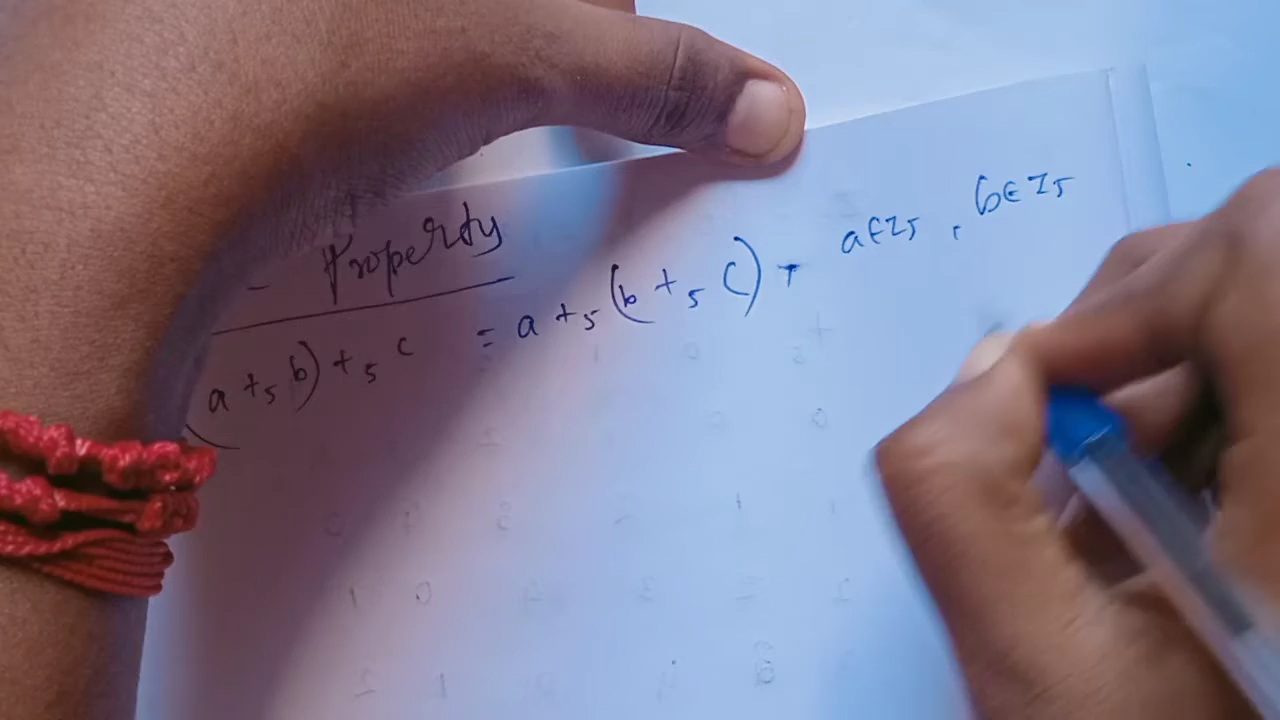 - Property
(a +₅ b) +₅ c = a +₅ (b +₅ c) + a∈Z₅, b∈Z₅